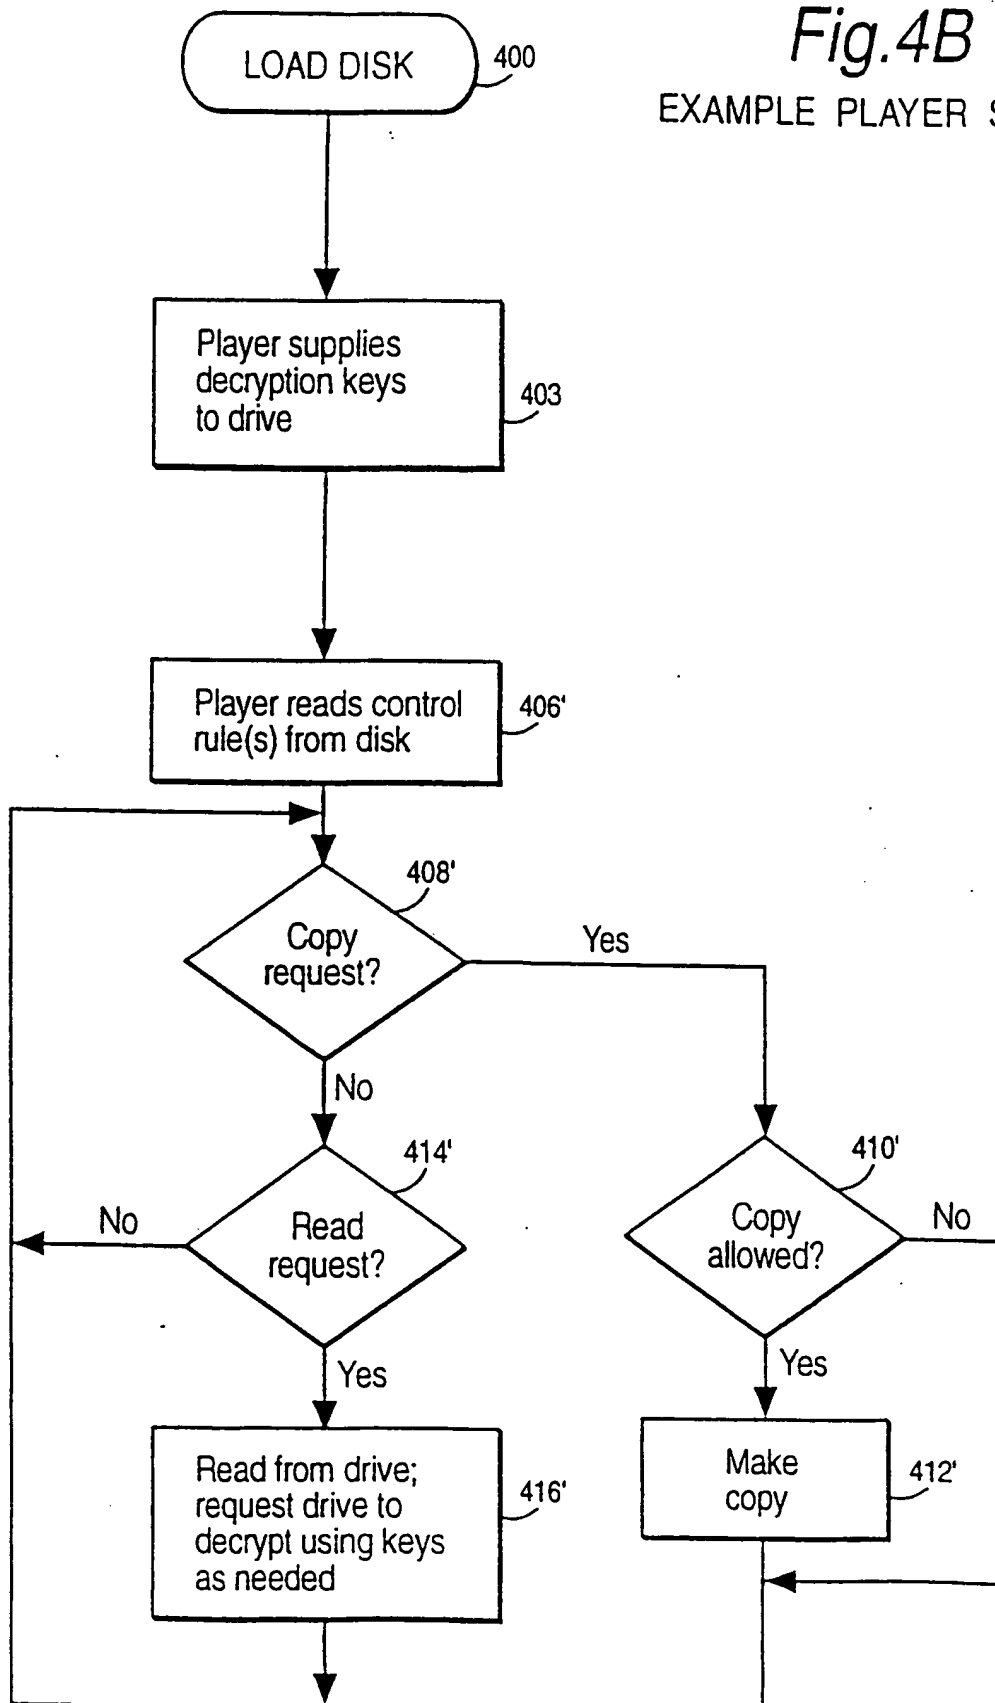 Fig.4B
EXAMPLE PLAYER
LOAD DISK
400
Player supplies
decryption keys
to drive
403
Player reads control
rule(s) from disk
406'
408'
Copy
request?
Yes
No
414'
410'
No
Read
request?
Copy
allowed?
No
Yes
Yes
Read from drive;
request drive to
decrypt using keys
as needed
416'
Make
copy
412'